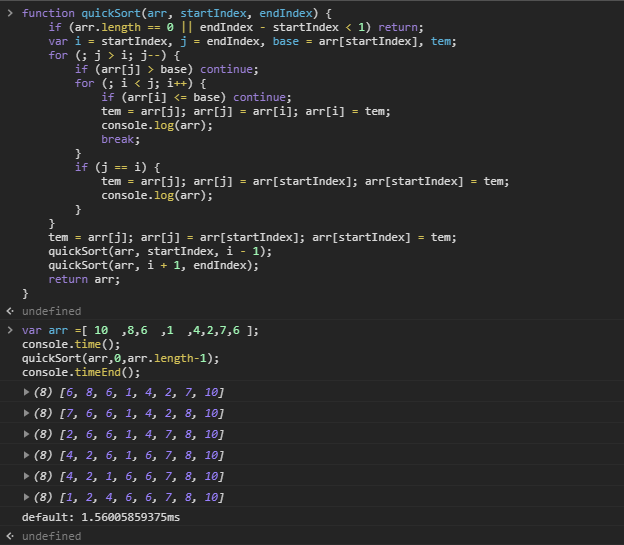 function quickSort(arr, startIndex, endIndex) {
    if (arr.length == 0 || endIndex - startIndex < 1) return;
    var i = startIndex, j = endIndex, base = arr[startIndex], tem;
    for (; j > i; j--) {
        if (arr[j] > base) continue;
        for (; i < j; i++) {
            if (arr[i] <= base) continue;
            tem = arr[j]; arr[j] = arr[i]; arr[i] = tem;
            console.log(arr);
            break;
        }
        if (j == i) {
            tem = arr[j]; arr[j] = arr[startIndex]; arr[startIndex] = tem;
            console.log(arr);
        }
    }
    tem = arr[j]; arr[j] = arr[startIndex]; arr[startIndex] = tem;
    quickSort(arr, startIndex, i - 1);
    quickSort(arr, i + 1, endIndex);
    return arr;
}
undefined
var arr =[ 10  ,8,6  ,1  ,4,2,7,6 ];
console.time();
quickSort(arr,0,arr.length-1);
console.timeEnd();
(8) [6, 8, 6, 1, 4, 2, 7, 10]
(8) [7, 6, 6, 1, 4, 2, 8, 10]
(8) [2, 6, 6, 1, 4, 7, 8, 10]
(8) [4, 2, 6, 1, 6, 7, 8, 10]
(8) [4, 2, 1, 6, 6, 7, 8, 10]
(8) [1, 2, 4, 6, 6, 7, 8, 10]
default: 1.56005859375ms
undefined